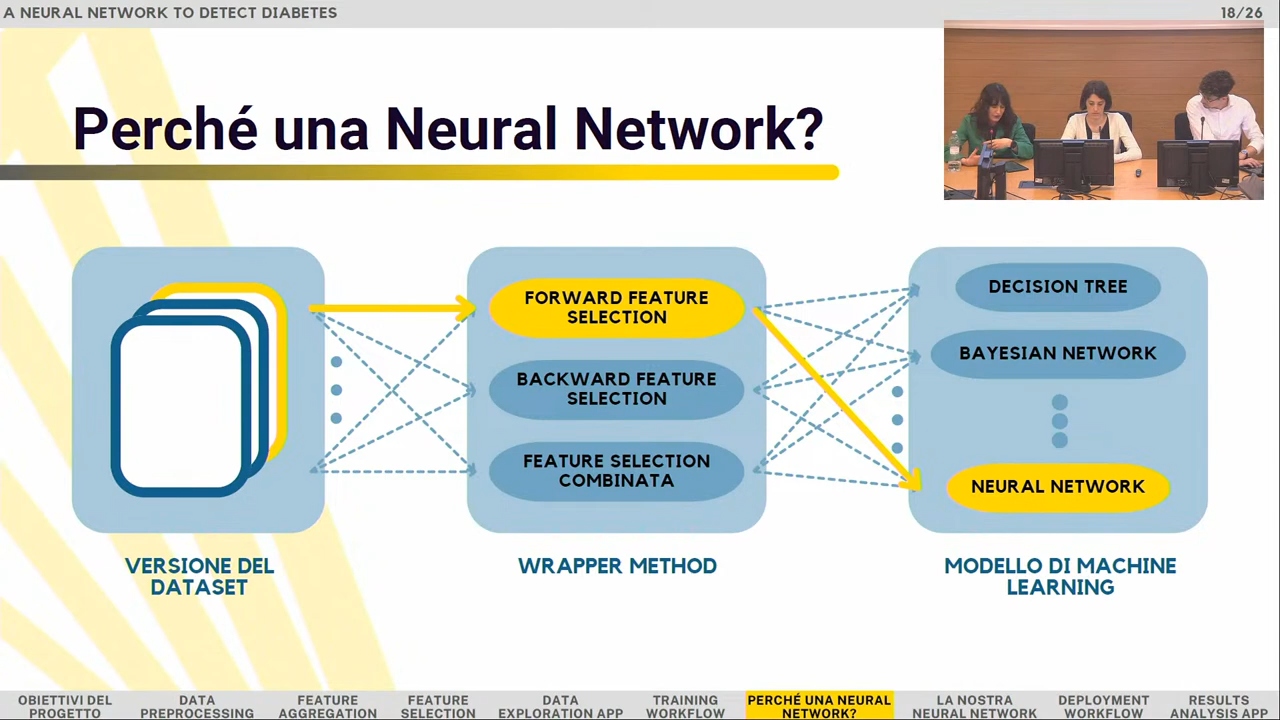 A NEURAL NETWORK TO DETECT DIABETES
18/26
Perché una Neural Network?
FORWARD FEATURE
SELECTION
BACKWARD FEATURE
SELECTION
FEATURE SELECTION
COMBINATA
DECISION TREE
BAYESIAN NETWORK
NEURAL NETWORK
VERSIONE DEL
DATASET
WRAPPER METHOD
MODELLO DI MACHINE
LEARNING
OBIETTIVI DEL
PROGETTO
DATA
PREPROCESSING
FEATURE
AGGREGATION
FEATURE
SELECTION
DATA
EXPLORATION APP
TRAINING
WORKFLOW
PERCHÉ UNA NEURAL
NETWORK?
LA NOSTRA
NEURAL NETWORK
DEPLOYMENT
WORKFLOW
RESULTS
ANALYSIS APP